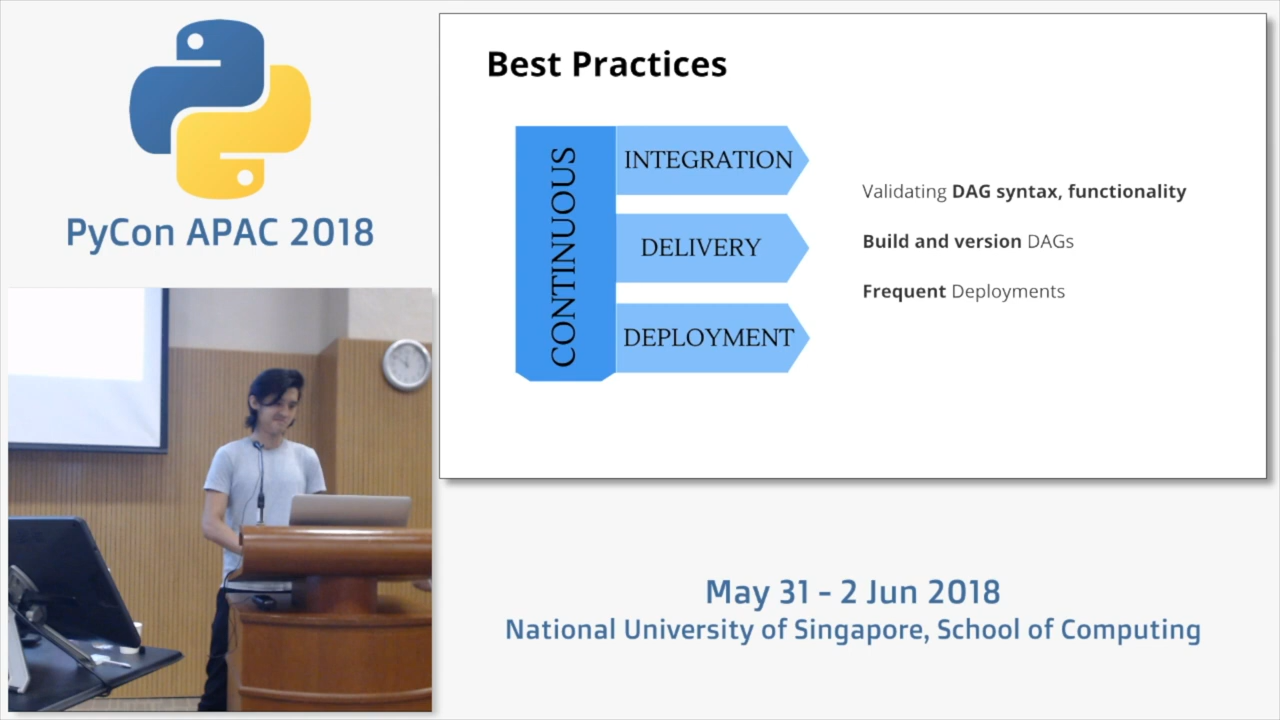 PyCon APAC 2018
Best Practices
CONTINUOUS
INTEGRATION
DELIVERY
DEPLOYMENT
Validating DAG syntax, functionality
Build and version DAGs
Frequent Deployments
May 31 - 2 Jun 2018
National University of Singapore, School of Computing